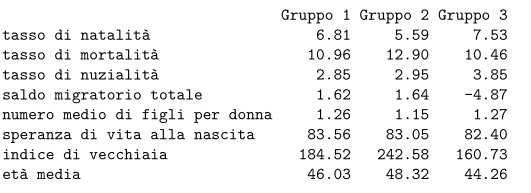 Gruppo 1 Gruppo 2 Gruppo 3
tasso di natalità 6.81 5.59 7.53
tasso di mortalità 10.96 12.90 10.46
tasso di nuzialità 2.85 2.95 3.85
saldo migratorio totale 1.62 1.64 -4.87
numero medio di figli per donna 1.26 1.15 1.27
speranza di vita alla nascita 83.56 83.05 82.40
indice di vecchiaia 184.52 242.58 160.73
età media 46.03 48.32 44.26